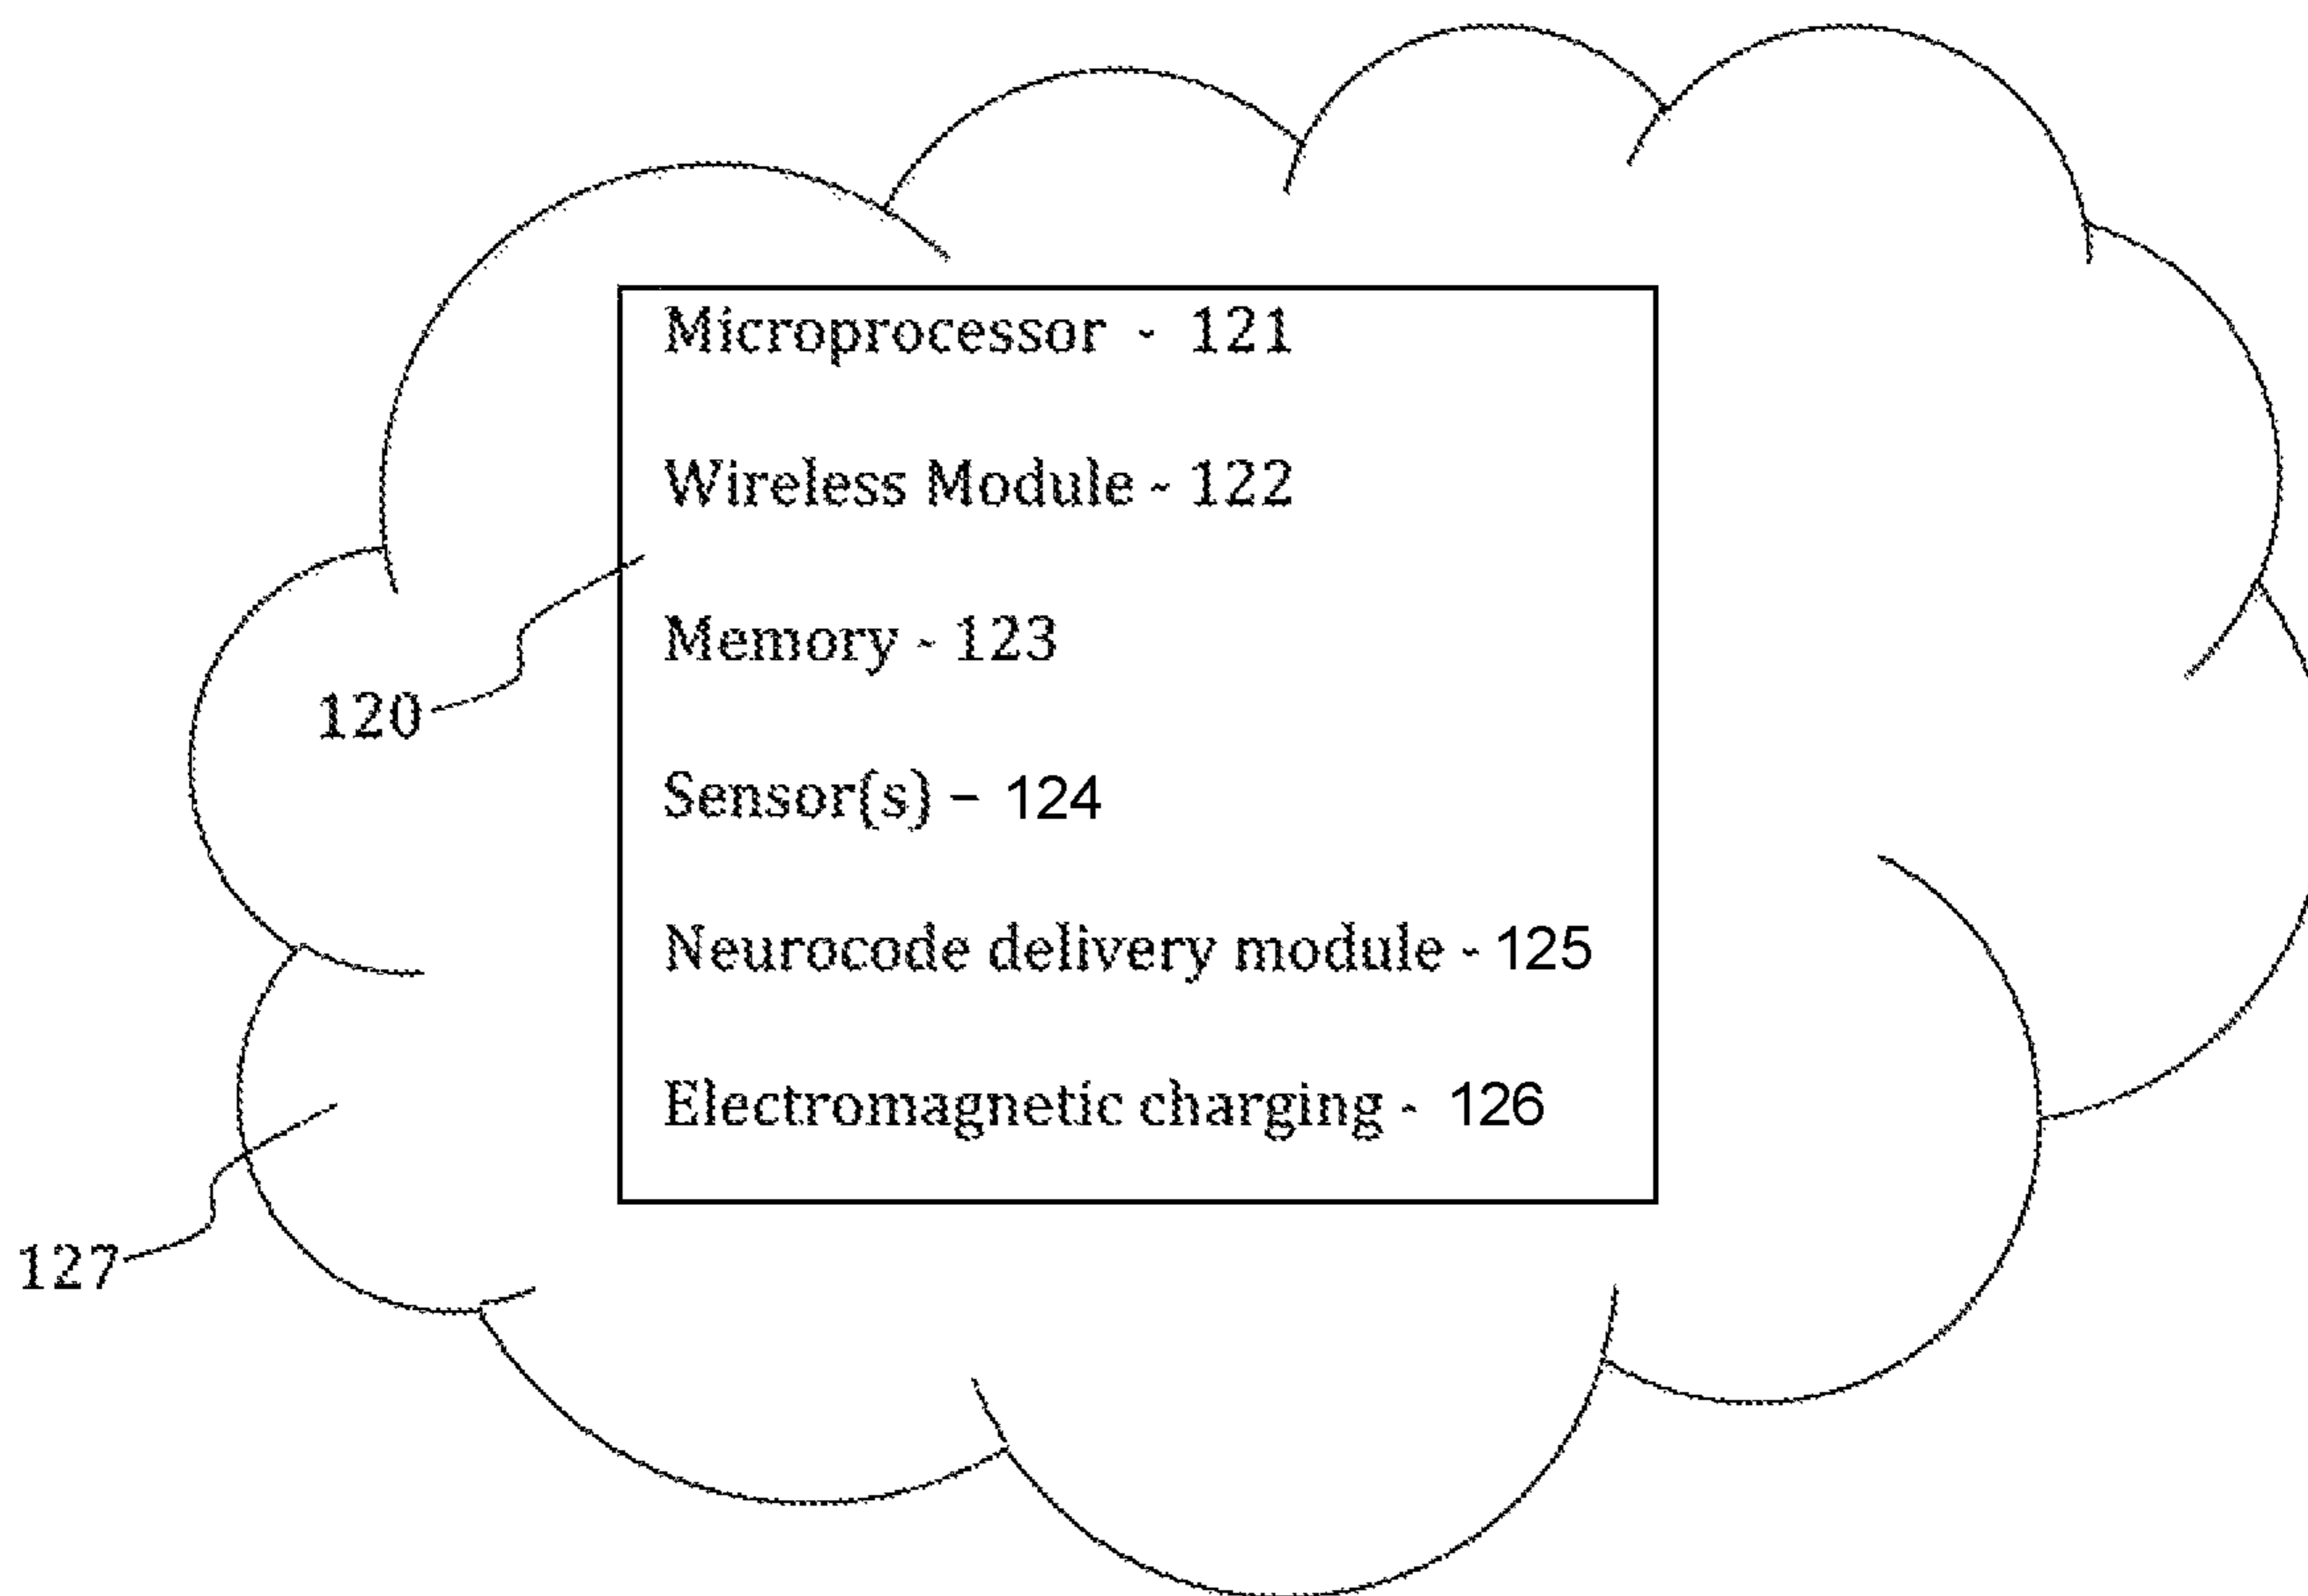 Microprocessor - 121
Wireless Module - 122
Memory - 123
120
Sensor(s) – 124
Neurocode delivery module - 125
Electromagnetic charging - 126
127